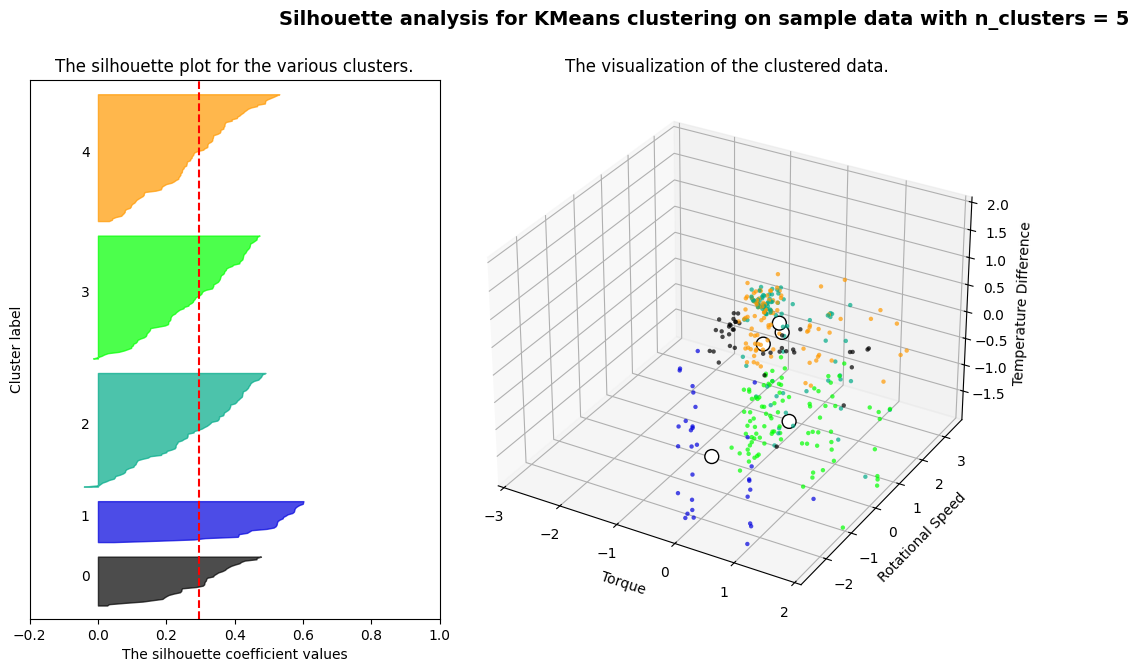 Silhouette analysis for KMeans clustering on sample data with n_clusters = 5
The silhouette plot for the various clusters.
Cluster label
4
3
2
1
0
−0.2 0.0 0.2 0.4 0.6 0.8 1.0
The silhouette coefficient values
The visualization of the clustered data.
2.0
1.5
1.0
0.5
0.0
−0.5
−1.0
−1.5
Temperature Difference
−3
−2
−1
0
1
2
Torque
−2
−1
0
1
2
3
Rotational Speed